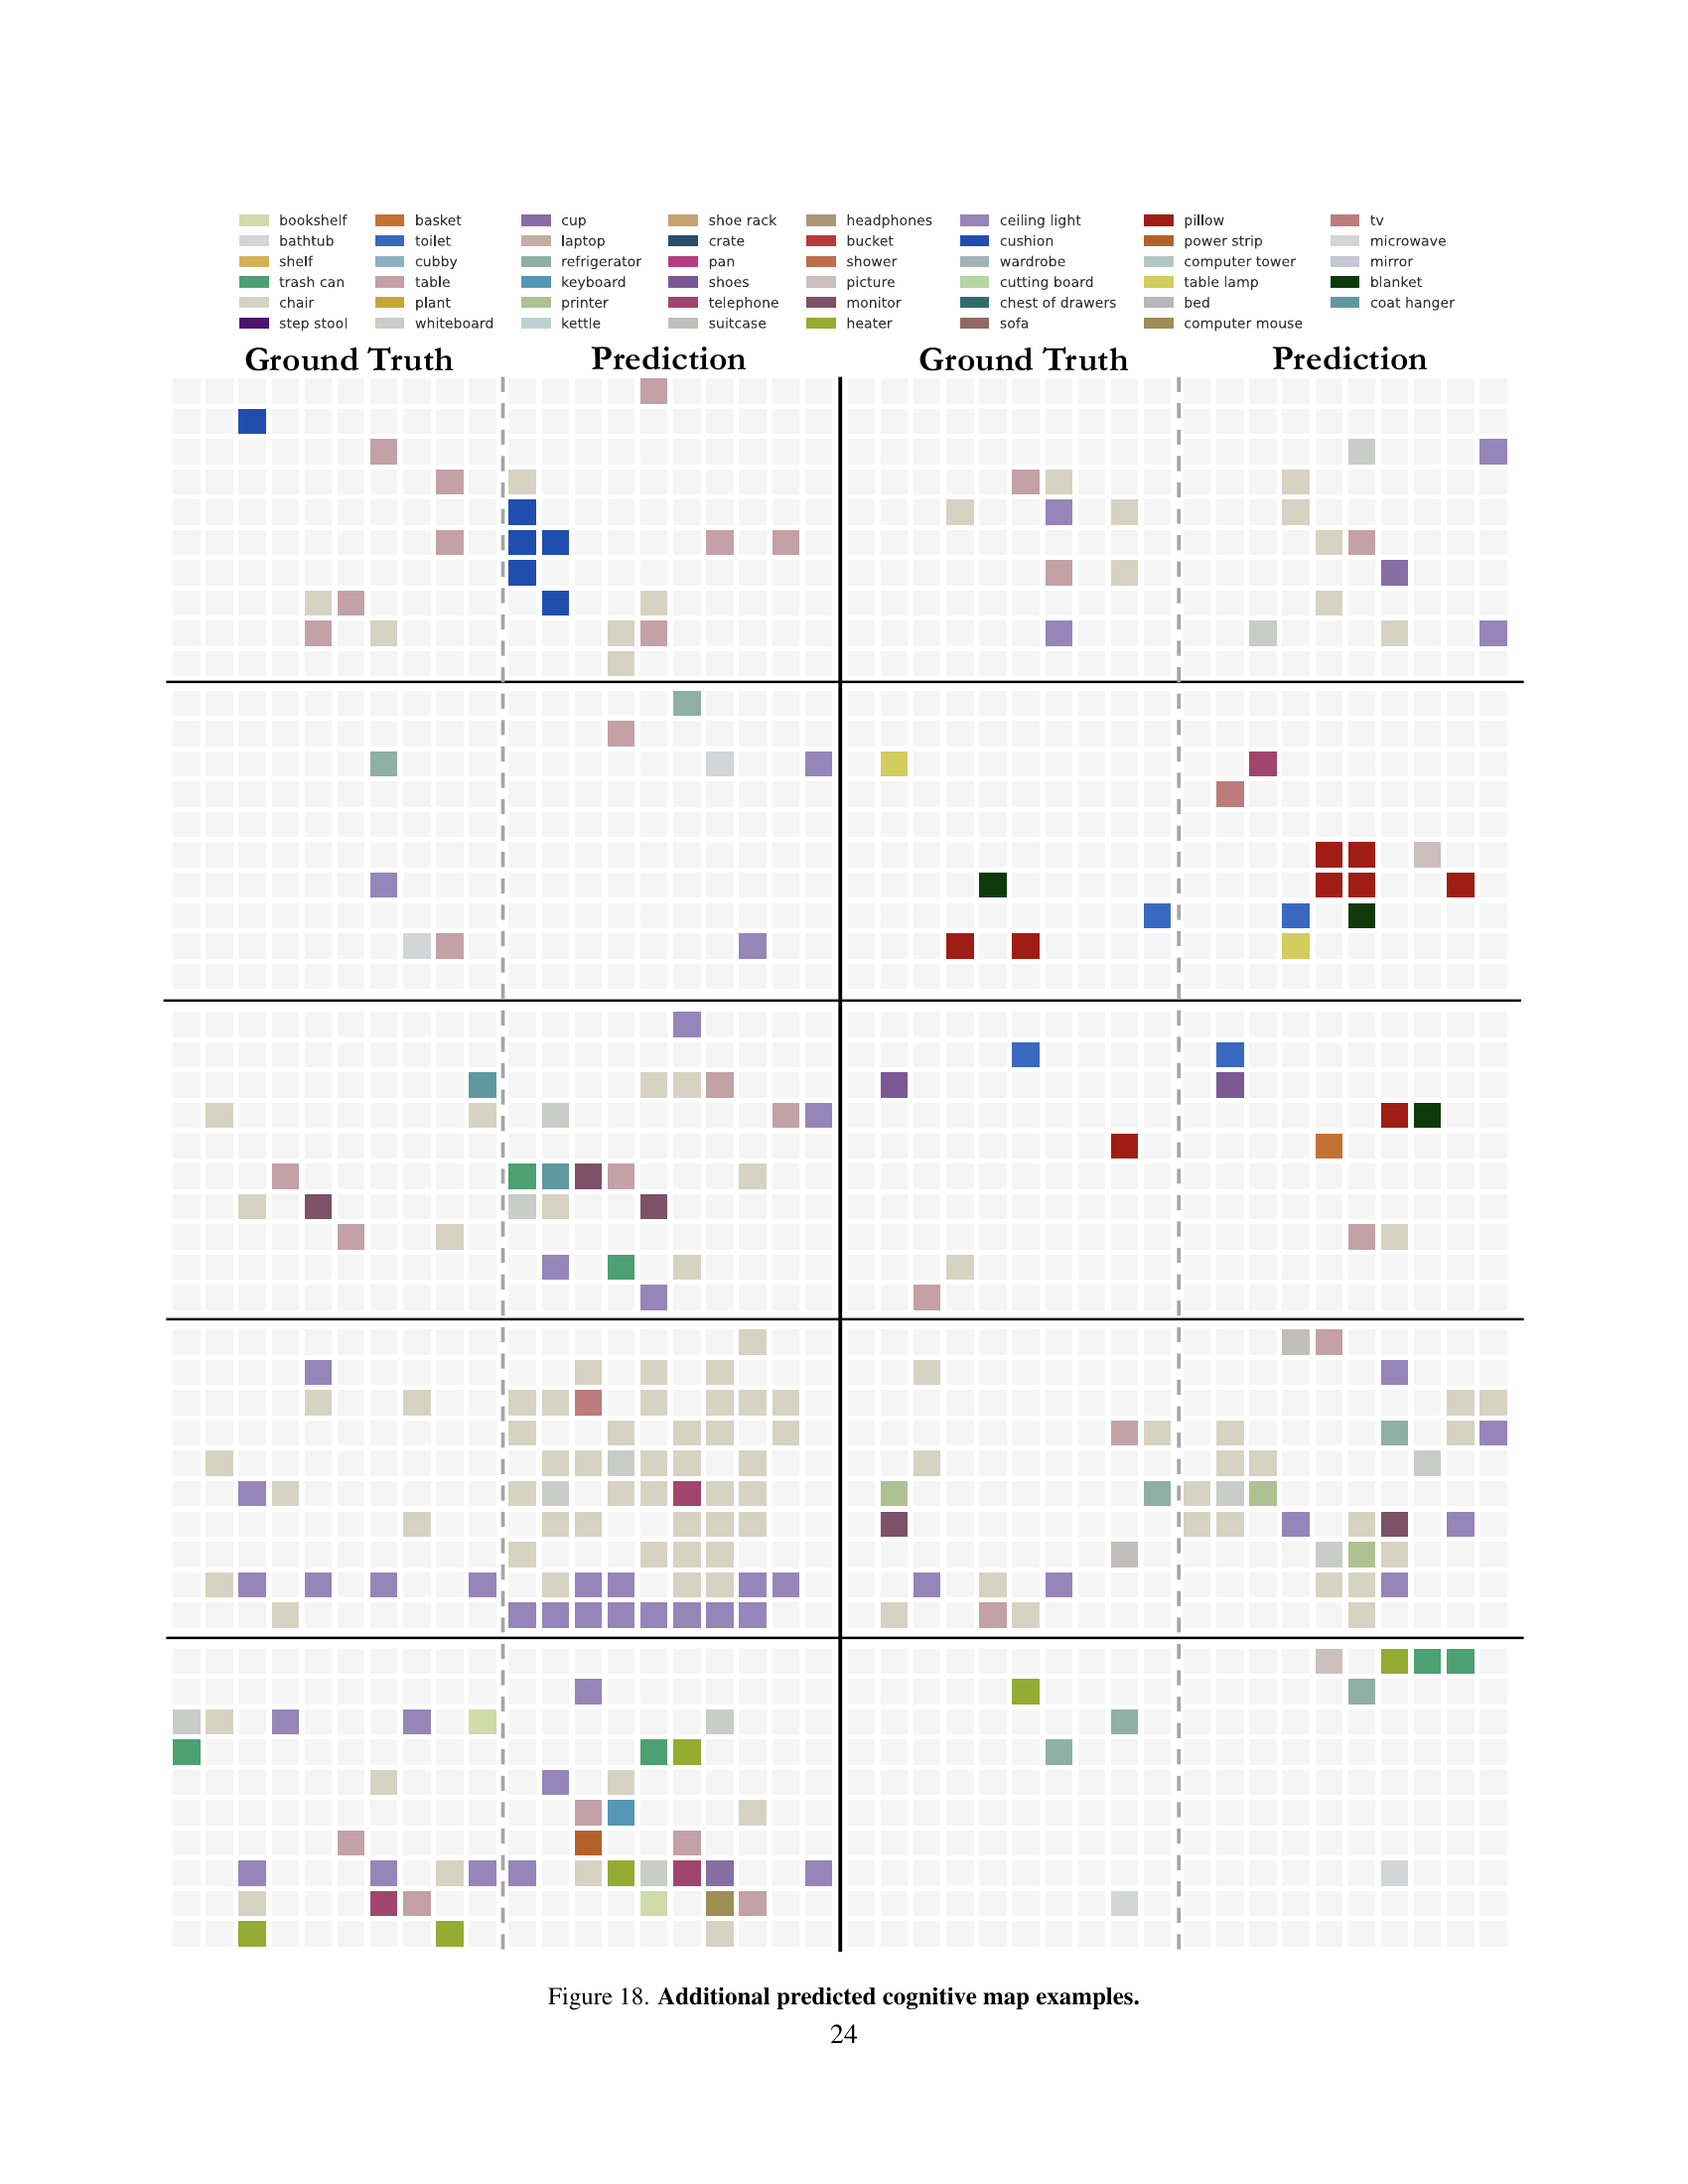 bookshelf basket cup shoe rack headphones ceiling light pillow tv
bathtub toilet laptop crate bucket cushion power strip microwave
shelf cubby refrigerator pan shower wardrobe computer tower mirror
trash can table keyboard shoes picture cutting board table lamp blanket
chair plant printer telephone monitor chest of drawers bed coat hanger
step stool whiteboard kettle suitcase heater sofa computer mouse
Ground Truth Prediction Ground Truth Prediction
Figure 18. Additional predicted cognitive map examples.
24